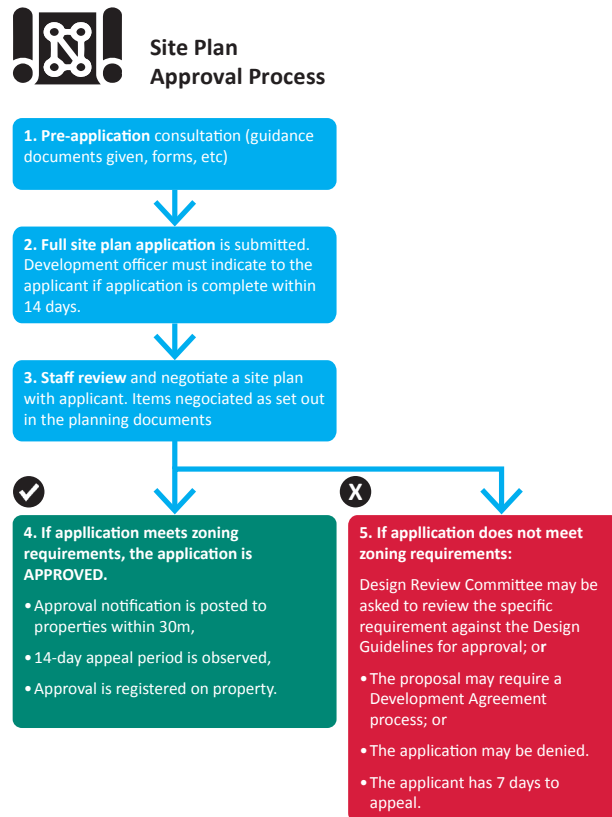 Site Plan
Approval Process
1. Pre-application consultation (guidance
documents given, forms, etc)
2. Full site plan application is submitted.
Development officer must indicate to the
applicant if application is complete within
14 days.
3. Staff review and negotiate a site plan
with applicant. Items negociated as set out
in the planning documents
X
4. If appllication meets zoning
requirements, the application is
APPROVED.
• Approval notification is posted to
properties within 30m,
• 14-day appeal period is observed,
• Approval is registered on property.
5. If appllication does not meet
zoning requirements:
Design Review Committee may be
asked to review the specific
requirement against the Design
Guidelines for approval; or
• The proposal may require a
Development Agreement
process; or
• The application may be denied.
• The applicant has 7 days to
appeal.